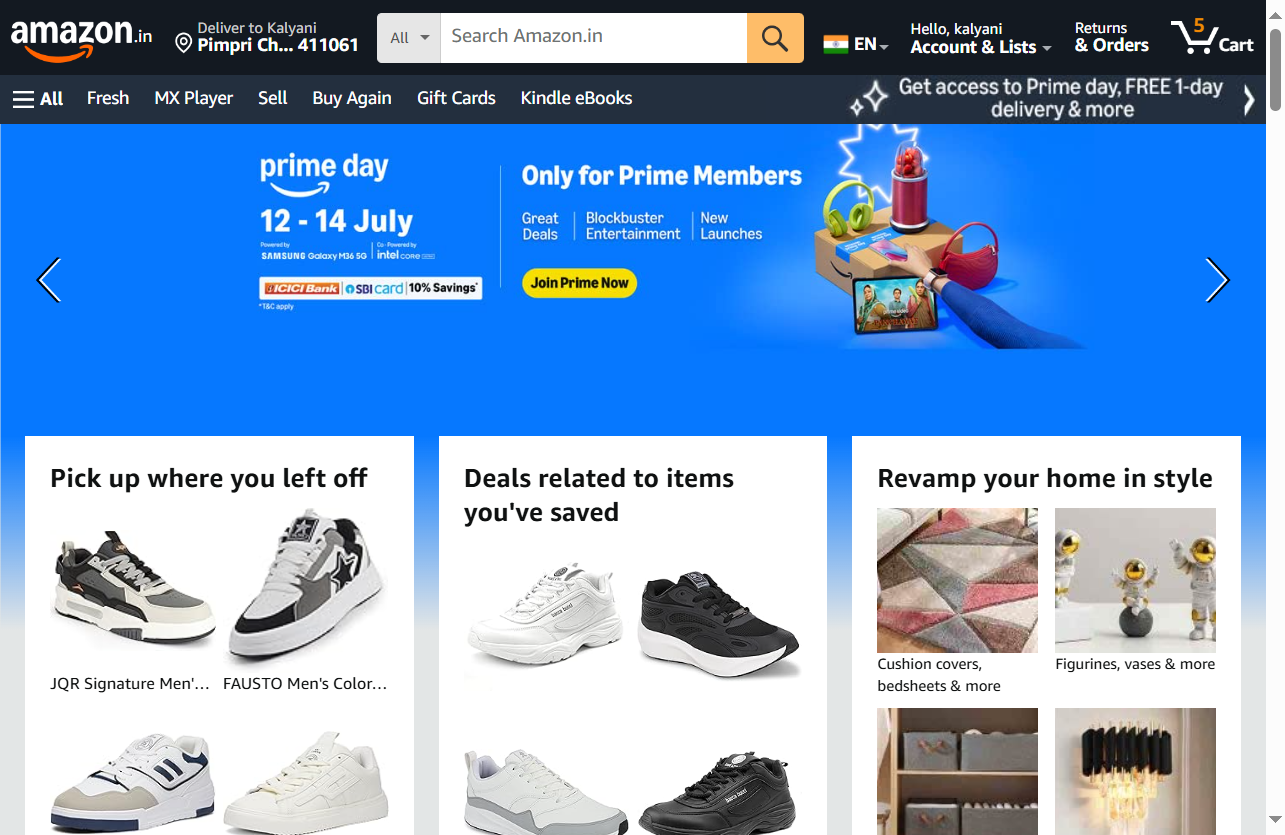 amazon.in
Deliver to Kalyani
Pimpri Ch... 411061
All
Search Amazon.in
EN
Hello, kalyani
Account & Lists
Returns
& Orders
5
Cart
All
Fresh
MX Player
Sell
Buy Again
Gift Cards
Kindle eBooks
Get access to Prime day, FREE 1-day
delivery & more
prime day
12 - 14 July
Powered by
SAMSUNG Galaxy M36 5G
Co - Powered by
intel core
ICICI Bank
SBI card
10% Savings*
*T&C apply
Only for Prime Members
Great
Deals
Blockbuster
Entertainment
New
Launches
Join Prime Now
Pick up where you left off
JQR Signature Men'...
FAUSTO Men's Color...
Deals related to items
you've saved
bacca bucci
bacca bucci
Revamp your home in style
Cushion covers,
bedsheets & more
Figurines, vases & more